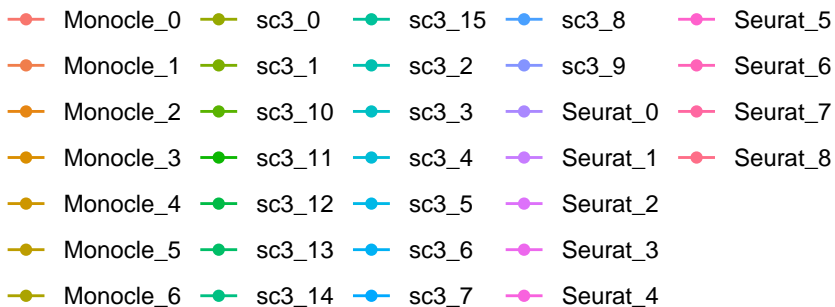 Monocle_0 sc3_0 sc3_15 sc3_8 Seurat_5
Monocle_1 sc3_1 sc3_2 sc3_9 Seurat_6
Monocle_2 sc3_10 sc3_3 Seurat_0 Seurat_7
Monocle_3 sc3_11 sc3_4 Seurat_1 Seurat_8
Monocle_4 sc3_12 sc3_5 Seurat_2
Monocle_5 sc3_13 sc3_6 Seurat_3
Monocle_6 sc3_14 sc3_7 Seurat_4